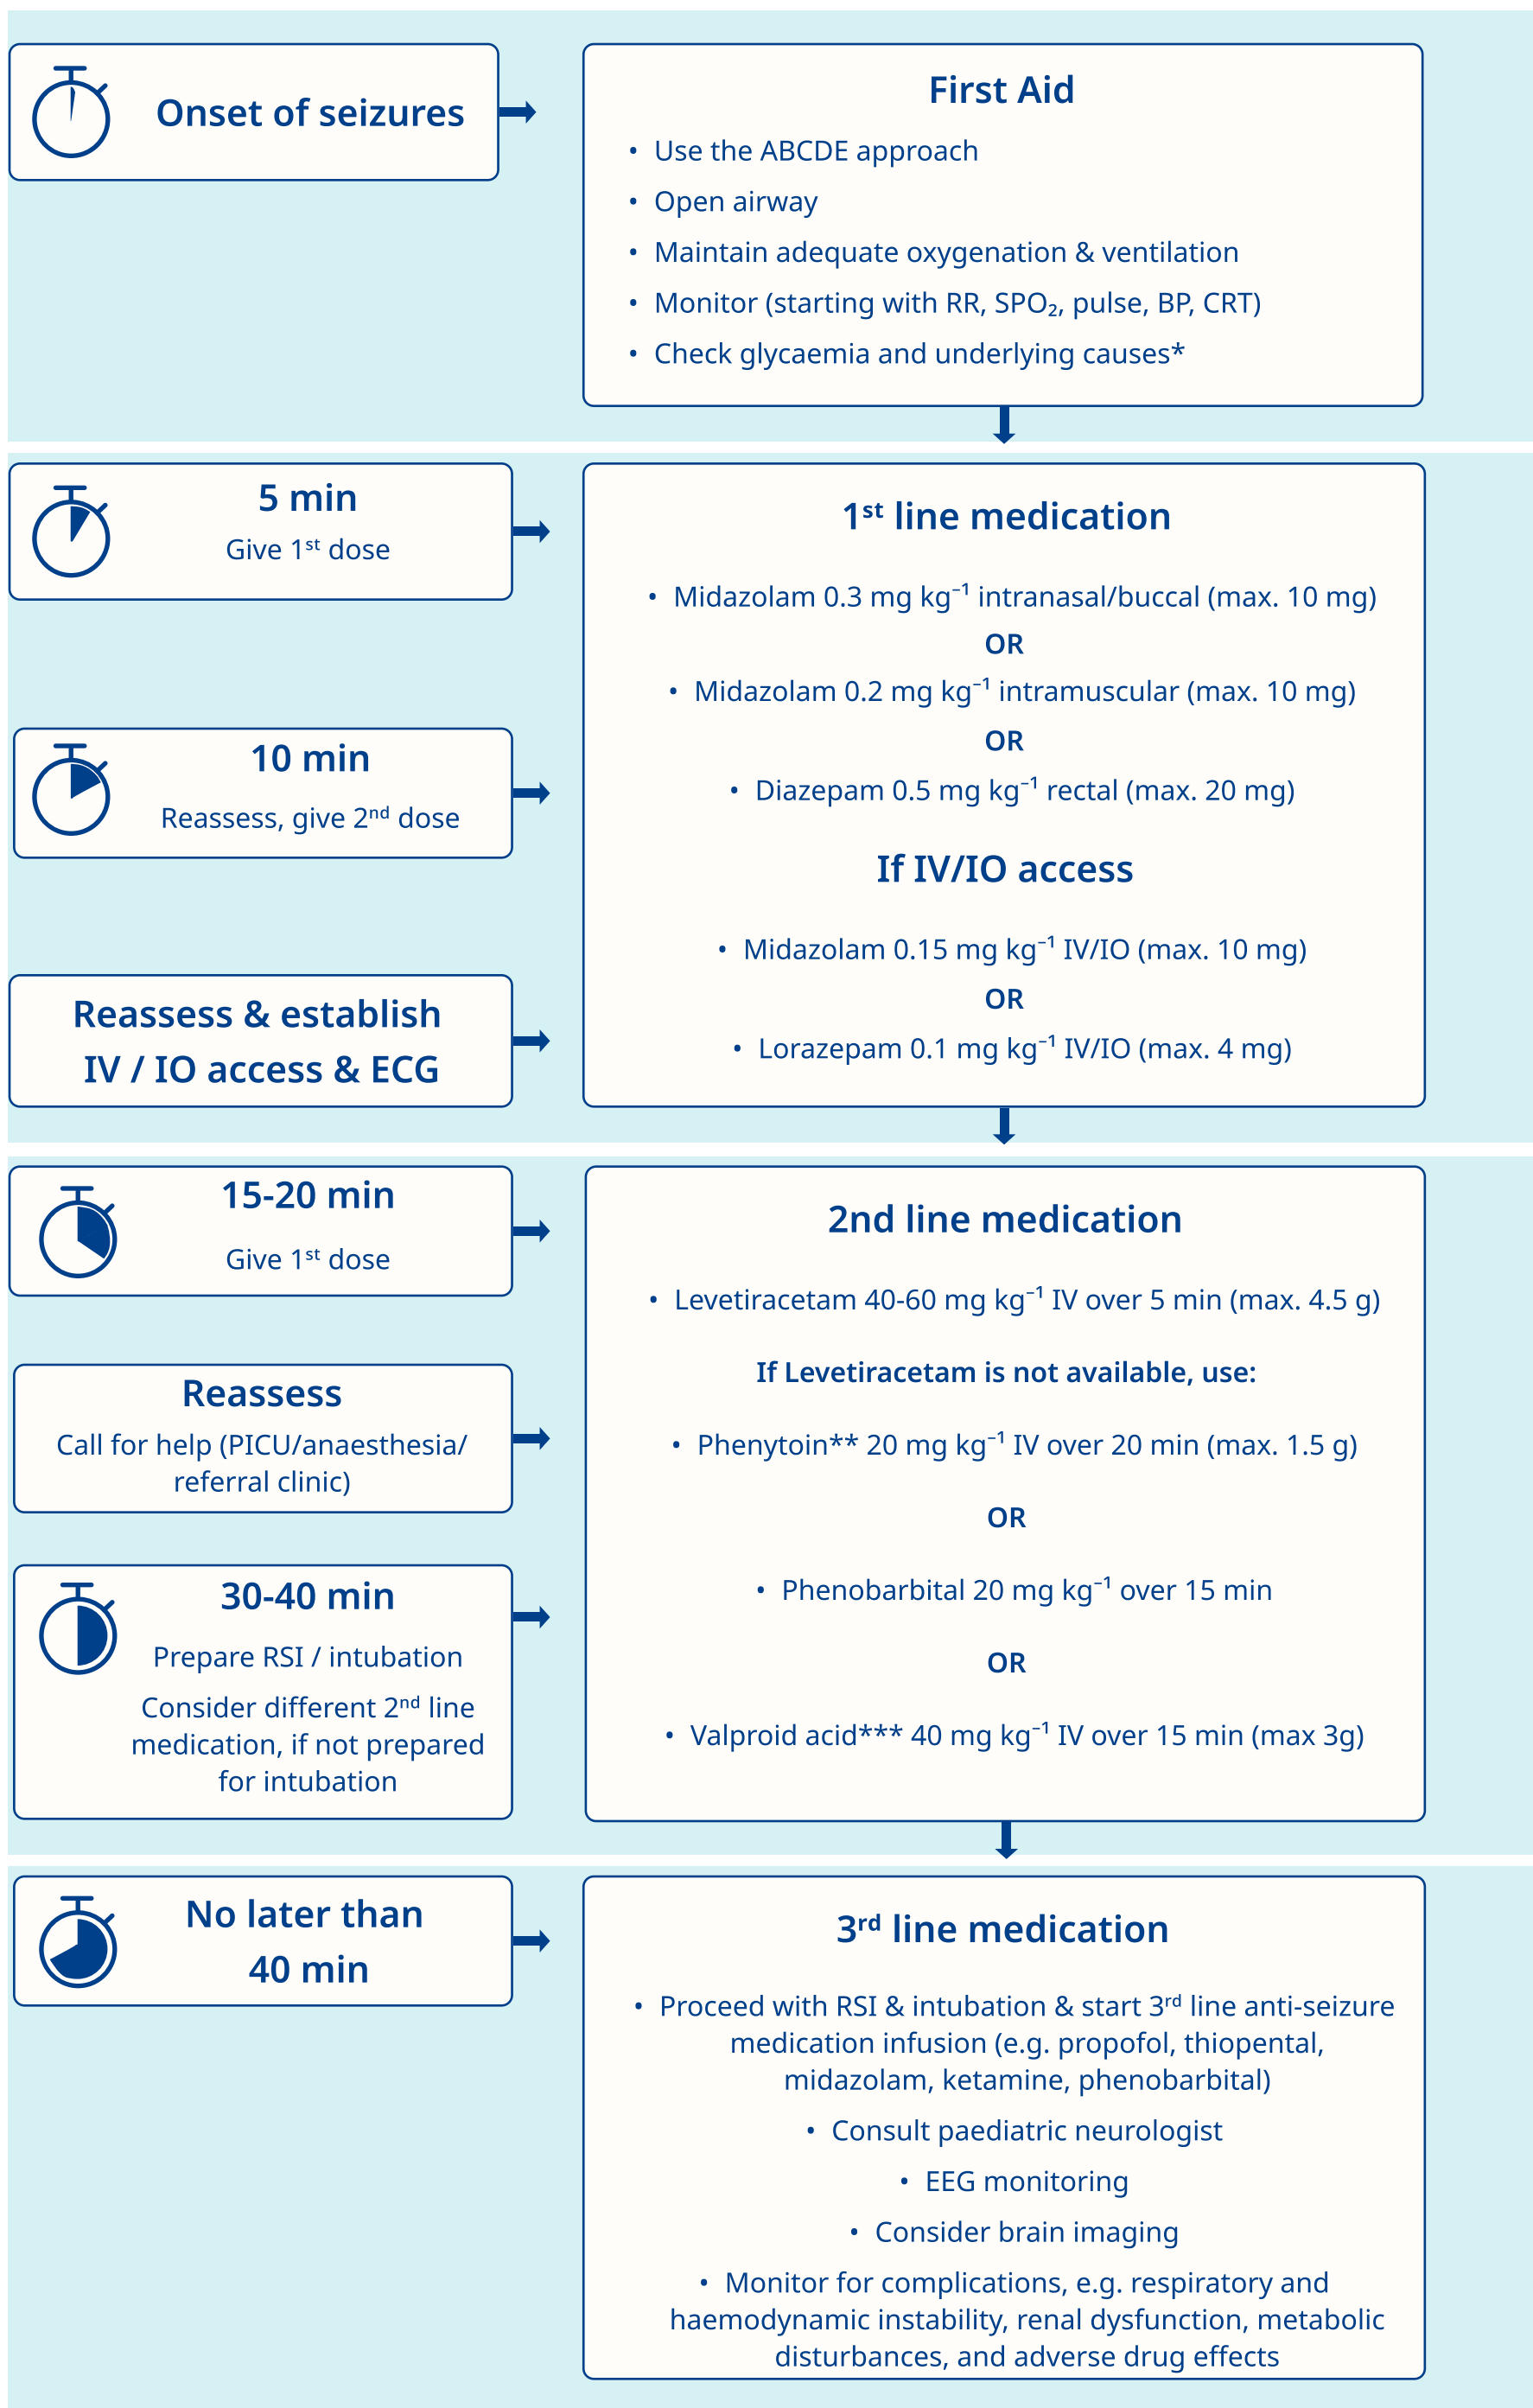 Onset of seizures
First Aid
• Use the ABCDE approach
• Open airway
• Maintain adequate oxygenation & ventilation
• Monitor (starting with RR, SPO₂, pulse, BP, CRT)
• Check glycaemia and underlying causes*
5 min
Give 1ˢᵗ dose
10 min
Reassess, give 2ⁿᵈ dose
Reassess & establish
IV / IO access & ECG
1ˢᵗ line medication
• Midazolam 0.3 mg kg⁻¹ intranasal/buccal (max. 10 mg)
OR
• Midazolam 0.2 mg kg⁻¹ intramuscular (max. 10 mg)
OR
• Diazepam 0.5 mg kg⁻¹ rectal (max. 20 mg)
If IV/IO access
• Midazolam 0.15 mg kg⁻¹ IV/IO (max. 10 mg)
OR
• Lorazepam 0.1 mg kg⁻¹ IV/IO (max. 4 mg)
15-20 min
Give 1ˢᵗ dose
Reassess
Call for help (PICU/anaesthesia/
referral clinic)
30-40 min
Prepare RSI / intubation
Consider different 2ⁿᵈ line
medication, if not prepared
for intubation
2nd line medication
• Levetiracetam 40-60 mg kg⁻¹ IV over 5 min (max. 4.5 g)
If Levetiracetam is not available, use:
• Phenytoin** 20 mg kg⁻¹ IV over 20 min (max. 1.5 g)
OR
• Phenobarbital 20 mg kg⁻¹ over 15 min
OR
• Valproid acid*** 40 mg kg⁻¹ IV over 15 min (max 3g)
No later than
40 min
3ʳᵈ line medication
• Proceed with RSI & intubation & start 3ʳᵈ line anti-seizure
medication infusion (e.g. propofol, thiopental,
midazolam, ketamine, phenobarbital)
• Consult paediatric neurologist
• EEG monitoring
• Consider brain imaging
• Monitor for complications, e.g. respiratory and
haemodynamic instability, renal dysfunction, metabolic
disturbances, and adverse drug effects